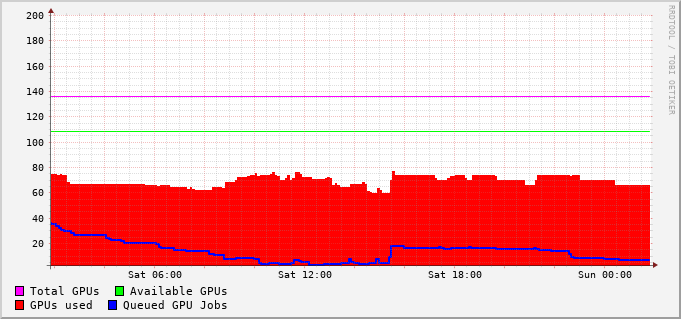 200
180
160
140
120
100
80
60
40
20
Sat 06:00 Sat 12:00 Sat 18:00 Sun 00:00
Total GPUs Available GPUs
GPUs used Queued GPU Jobs
RRDTOOL / TOBI OETIKER